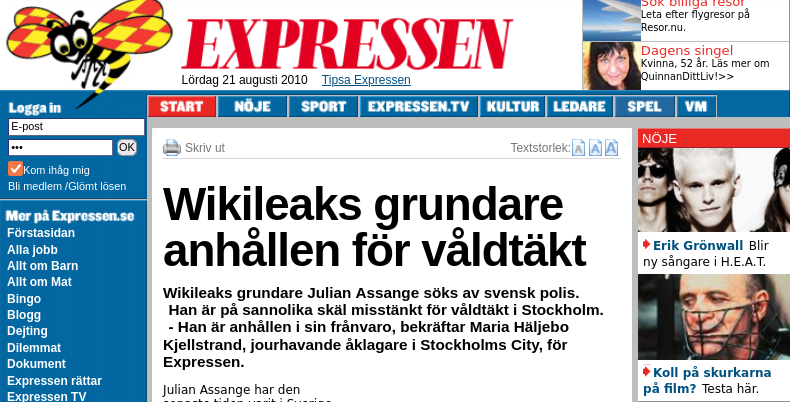 Sök billiga resor
Leta efter flygresor på
Resor.nu.
EXPRESSEN
Dagens singel
Kvinna, 52 år. Läs mer om
QuinnanDittLiv!>>
Lördag 21 augusti 2010 Tipsa Expressen
Logga in
START NÖJE SPORT EXPRESSEN.TV KULTUR LEDARE SPEL VM
E-post
••• OK
Kom ihåg mig
Bli medlem /Glömt lösen
Mer på Expressen.se
Förstasidan
Alla jobb
Allt om Barn
Allt om Mat
Bingo
Blogg
Dejting
Dilemmat
Dokument
Expressen rättar
Expressen TV
Skriv ut Textstorlek: A A A
Wikileaks grundare
anhållen för våldtäkt
Wikileaks grundare Julian Assange söks av svensk polis.
Han är på sannolika skäl misstänkt för våldtäkt i Stockholm.
- Han är anhållen i sin frånvaro, bekräftar Maria Häljebo
Kjellstrand, jourhavande åklagare i Stockholms City, för
Expressen.
Julian Assange har den
senaste tiden varit i Sverige
NÖJE
Erik Grönwall Blir
ny sångare i H.E.A.T.
Koll på skurkarna
på film? Testa här.